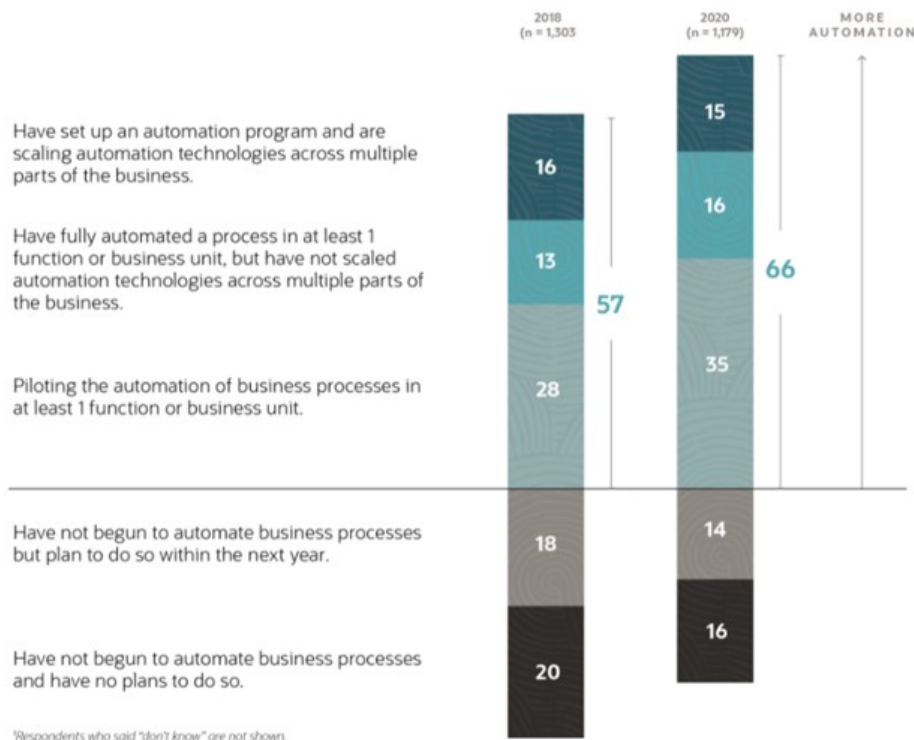 2018
(n = 1,303
2020
(n = 1,179)
MORE
AUTOMATION
Have set up an automation program and are
scaling automation technologies across multiple
parts of the business.
16
15
Have fully automated a process in at least 1
function or business unit, but have not scaled
automation technologies across multiple parts of
the business.
13
16
57
66
Piloting the automation of business processes in
at least 1 function or business unit.
28
35
Have not begun to automate business processes
but plan to do so within the next year.
18
14
Have not begun to automate business processes
and have no plans to do so.
20
16
¹Respondents who said "don't know" are not shown.